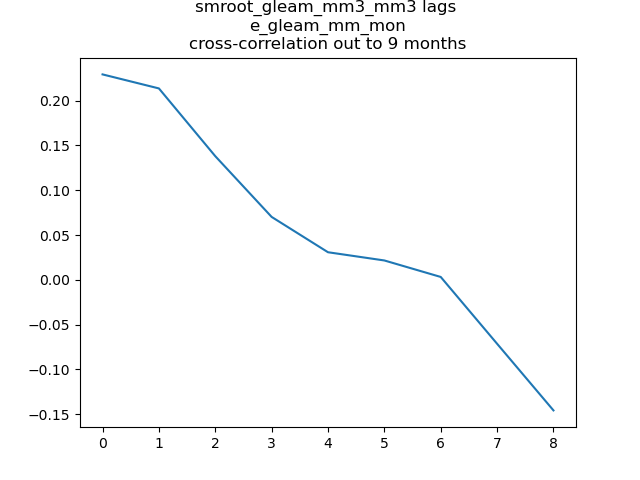 smroot_gleam_mm3_mm3 lags
e_gleam_mm_mon
cross-correlation out to 9 months
0.20
0.15
0.10
0.05
0.00
−0.05
−0.10
−0.15
0 1 2 3 4 5 6 7 8